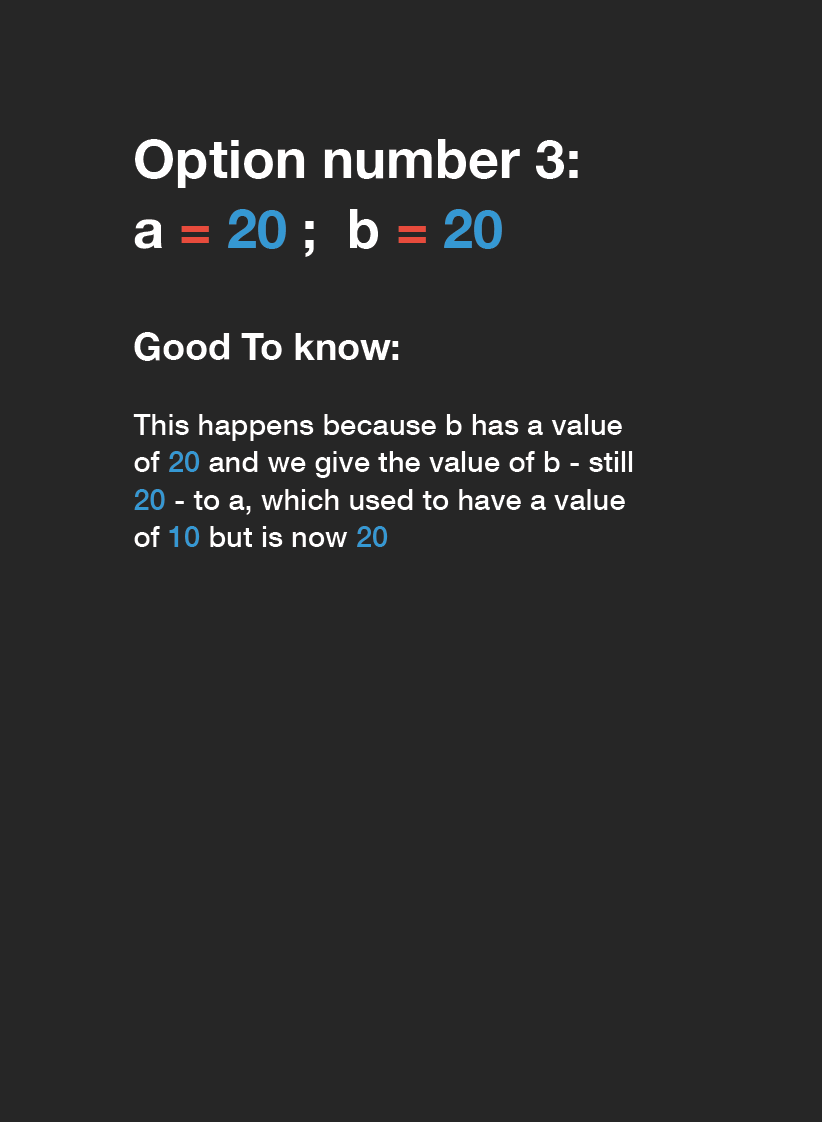 Option number 3:
a = 20 ;  b = 20
Good To know:
This happens because b has a value
of 20 and we give the value of b - still
20 - to a, which used to have a value
of 10 but is now 20